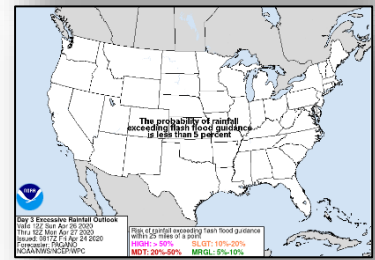 The probability of rainfall
exceeding flash flood guidance
is less than 5 percent
NOAA
Day 3 Excessive Rainfall Outlook
Valid 12Z Sun Apr 26 2020
Thru 12Z Mon Apr 27 2020
Issued: 0817Z Fri Apr 24 2020
Forecaster: PAGANO
NOAA/NWS/NCEP/WPC
Risk of rainfall exceeding flash flood guidance
within 25 miles of a point
HIGH: > 50% SLGT: 10%-20%
MDT: 20%-50% MRGL: 5%-10%